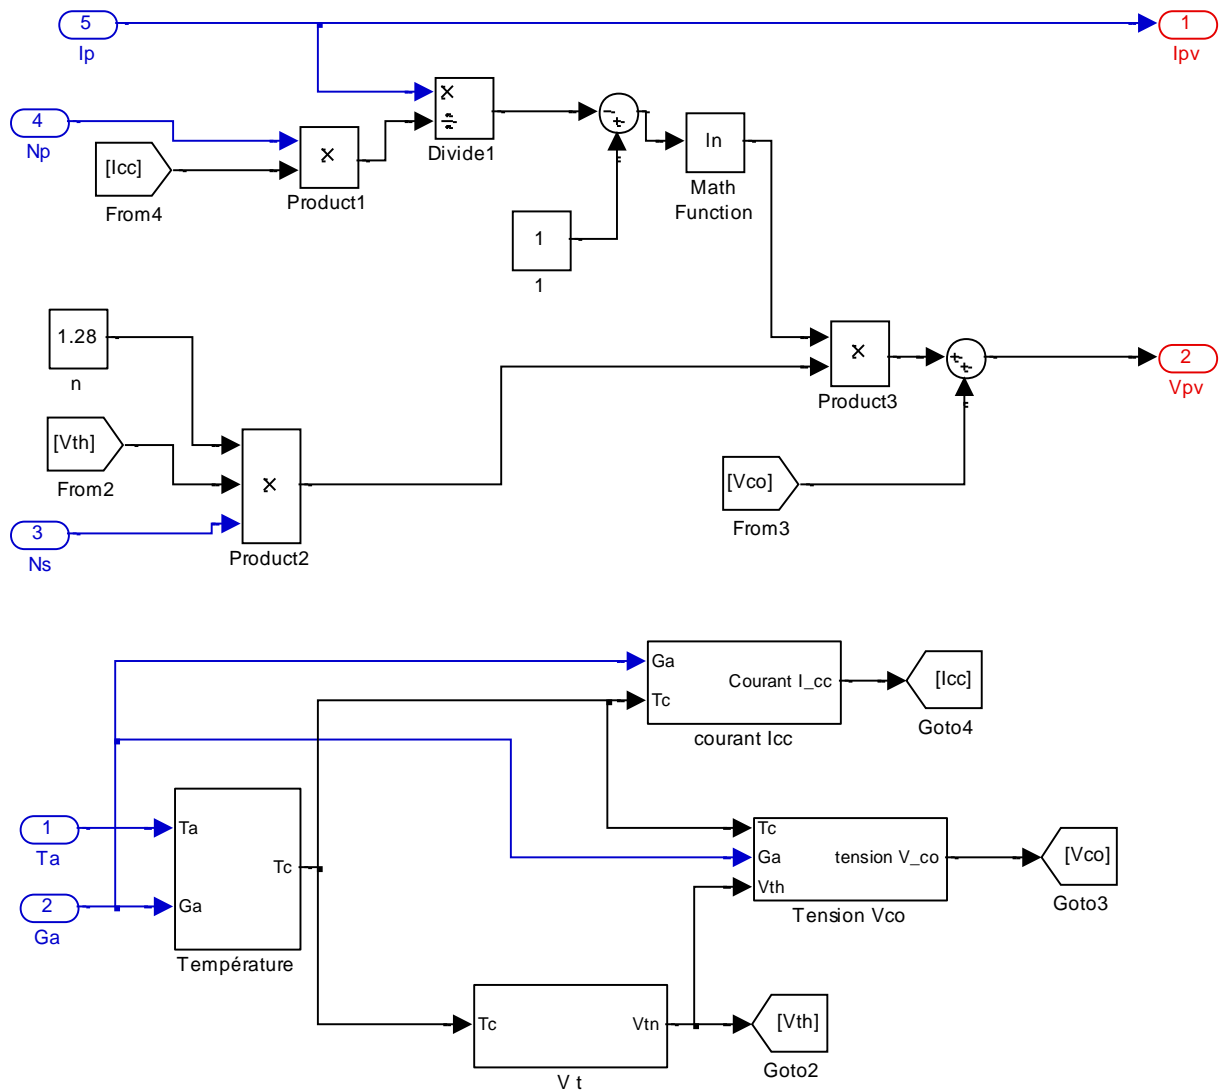 5
Ip
1
Ipv
4
Np
[Icc]
From4
×
Product1
×
÷
Divide1
-
+
ln
Math
Function
1
1
1.28
n
[Vth]
From2
3
Ns
×
Product2
×
Product3
+
+
2
Vpv
[Vco]
From3
Ga
Tc
Courant I_cc
courant Icc
[Icc]
Goto4
1
Ta
2
Ga
Ta
Ga
Tc
Température
Tc
Ga
Vth
tension V_co
Tension Vco
[Vco]
Goto3
Tc
Vtn
V t
[Vth]
Goto2